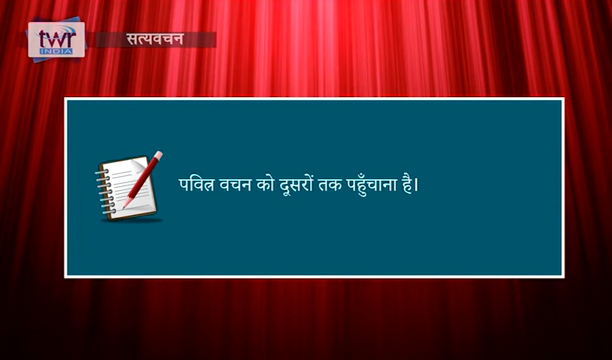 twr
INDIA
सत्यवचन
पवित्र वचन को दूसरों तक पहुँचाना है।